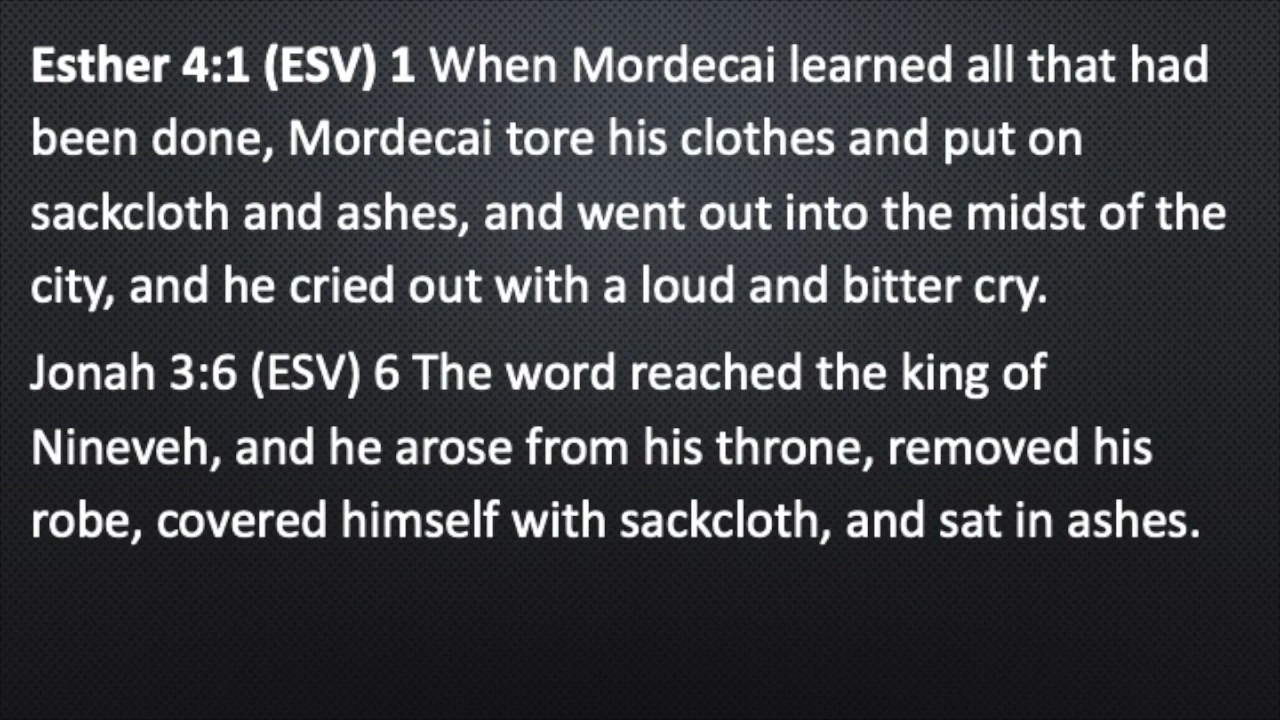 Esther 4:1 (ESV) 1 When Mordecai learned all that had
been done, Mordecai tore his clothes and put on
sackcloth and ashes, and went out into the midst of the
city, and he cried out with a loud and bitter cry.
Jonah 3:6 (ESV) 6 The word reached the king of
Nineveh, and he arose from his throne, removed his
robe, covered himself with sackcloth, and sat in ashes.